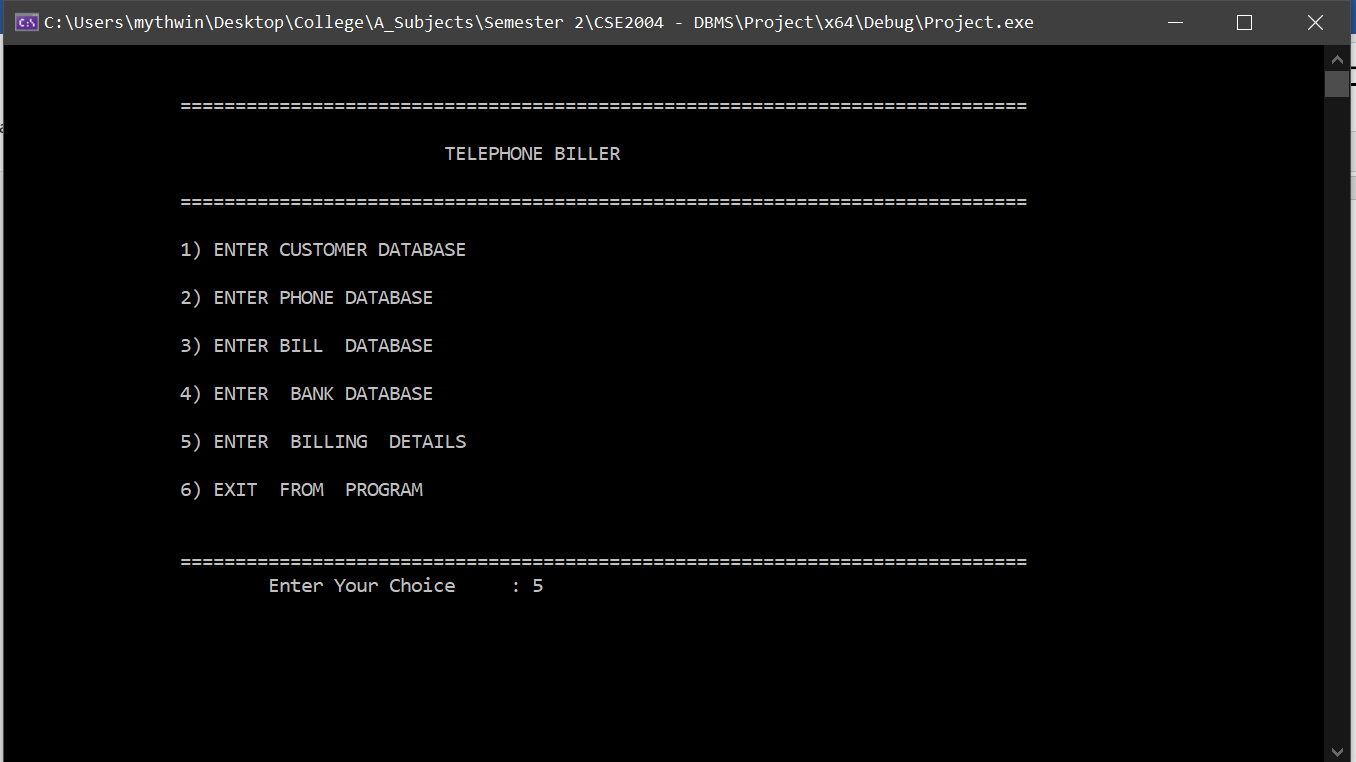 C:\Users\mythwin\Desktop\College\A_Subjects\Semester 2\CSE2004 - DBMS\Project\x64\Debug\Project.exe
=============================================================================
TELEPHONE BILLER
=============================================================================
1) ENTER CUSTOMER DATABASE
2) ENTER PHONE DATABASE
3) ENTER BILL  DATABASE
4) ENTER  BANK DATABASE
5) ENTER  BILLING  DETAILS
6) EXIT  FROM  PROGRAM
=============================================================================
Enter Your Choice     : 5